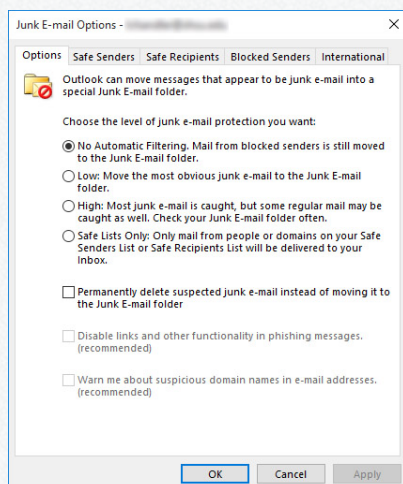 Junk E-mail Options -
Options Safe Senders Safe Recipients Blocked Senders International
Outlook can move messages that appear to be junk e-mail into a
special Junk E-mail folder.
Choose the level of junk e-mail protection you want:
No Automatic Filtering. Mail from blocked senders is still moved
to the Junk E-mail folder.
Low: Move the most obvious junk e-mail to the Junk E-mail
folder.
High: Most junk e-mail is caught, but some regular mail may be
caught as well. Check your Junk E-mail folder often.
Safe Lists Only: Only mail from people or domains on your Safe
Senders List or Safe Recipients List will be delivered to your
Inbox.
Permanently delete suspected junk e-mail instead of moving it to
the Junk E-mail folder
Disable links and other functionality in phishing messages.
(recommended)
Warn me about suspicious domain names in e-mail addresses.
(recommended)
OK Cancel Apply